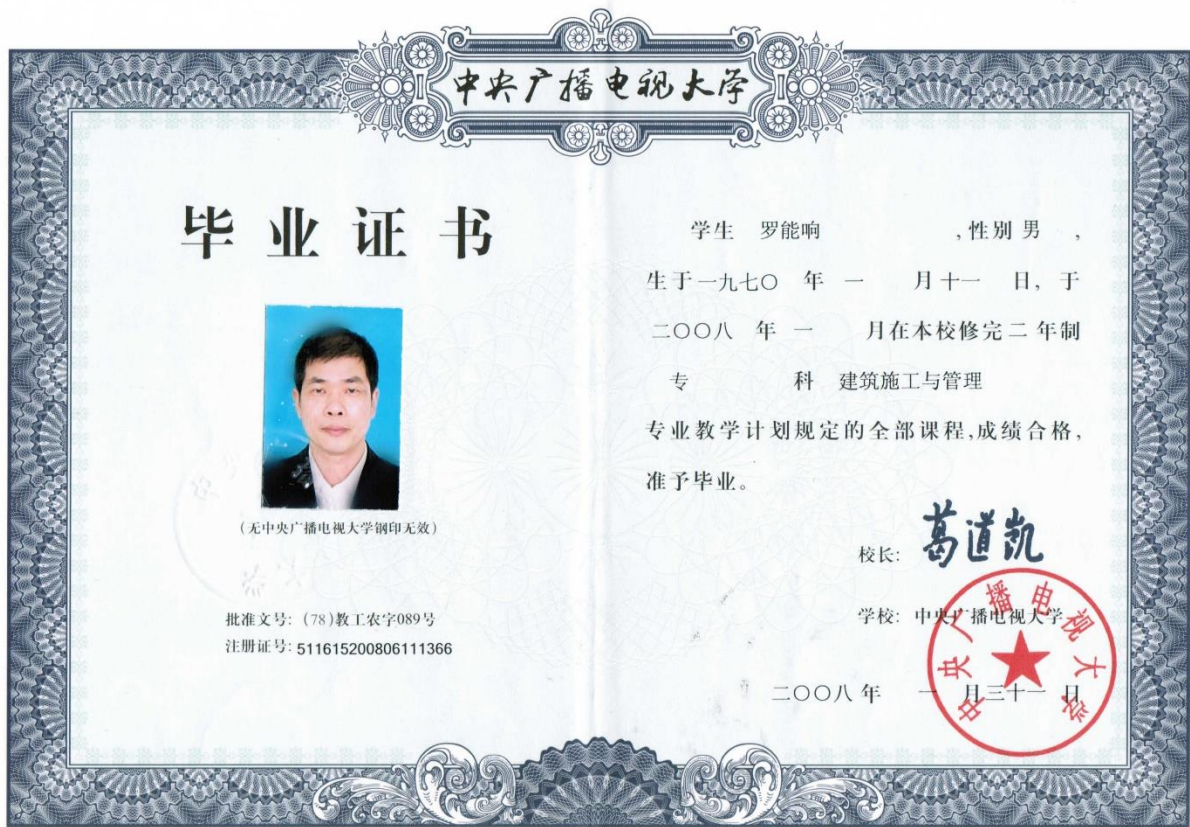 中央广播电视大学
毕业证书
(无中央广播电视大学钢印无效)
批准文号: (78)教工农字089号
注册证号: 511615200806111366
学生 罗能响 , 性别 男 ,
生于一九七〇 年 一 月十一 日, 于
二〇〇八 年 一 月在本校修完二 年制
专 科 建筑施工与管理
专业教学计划规定的全部课程,成绩合格,
准予毕业。
校长: 葛道凯
学校: 中央广播电视大学
二〇〇八 年 一 月三十一 日
中央广播电视大学